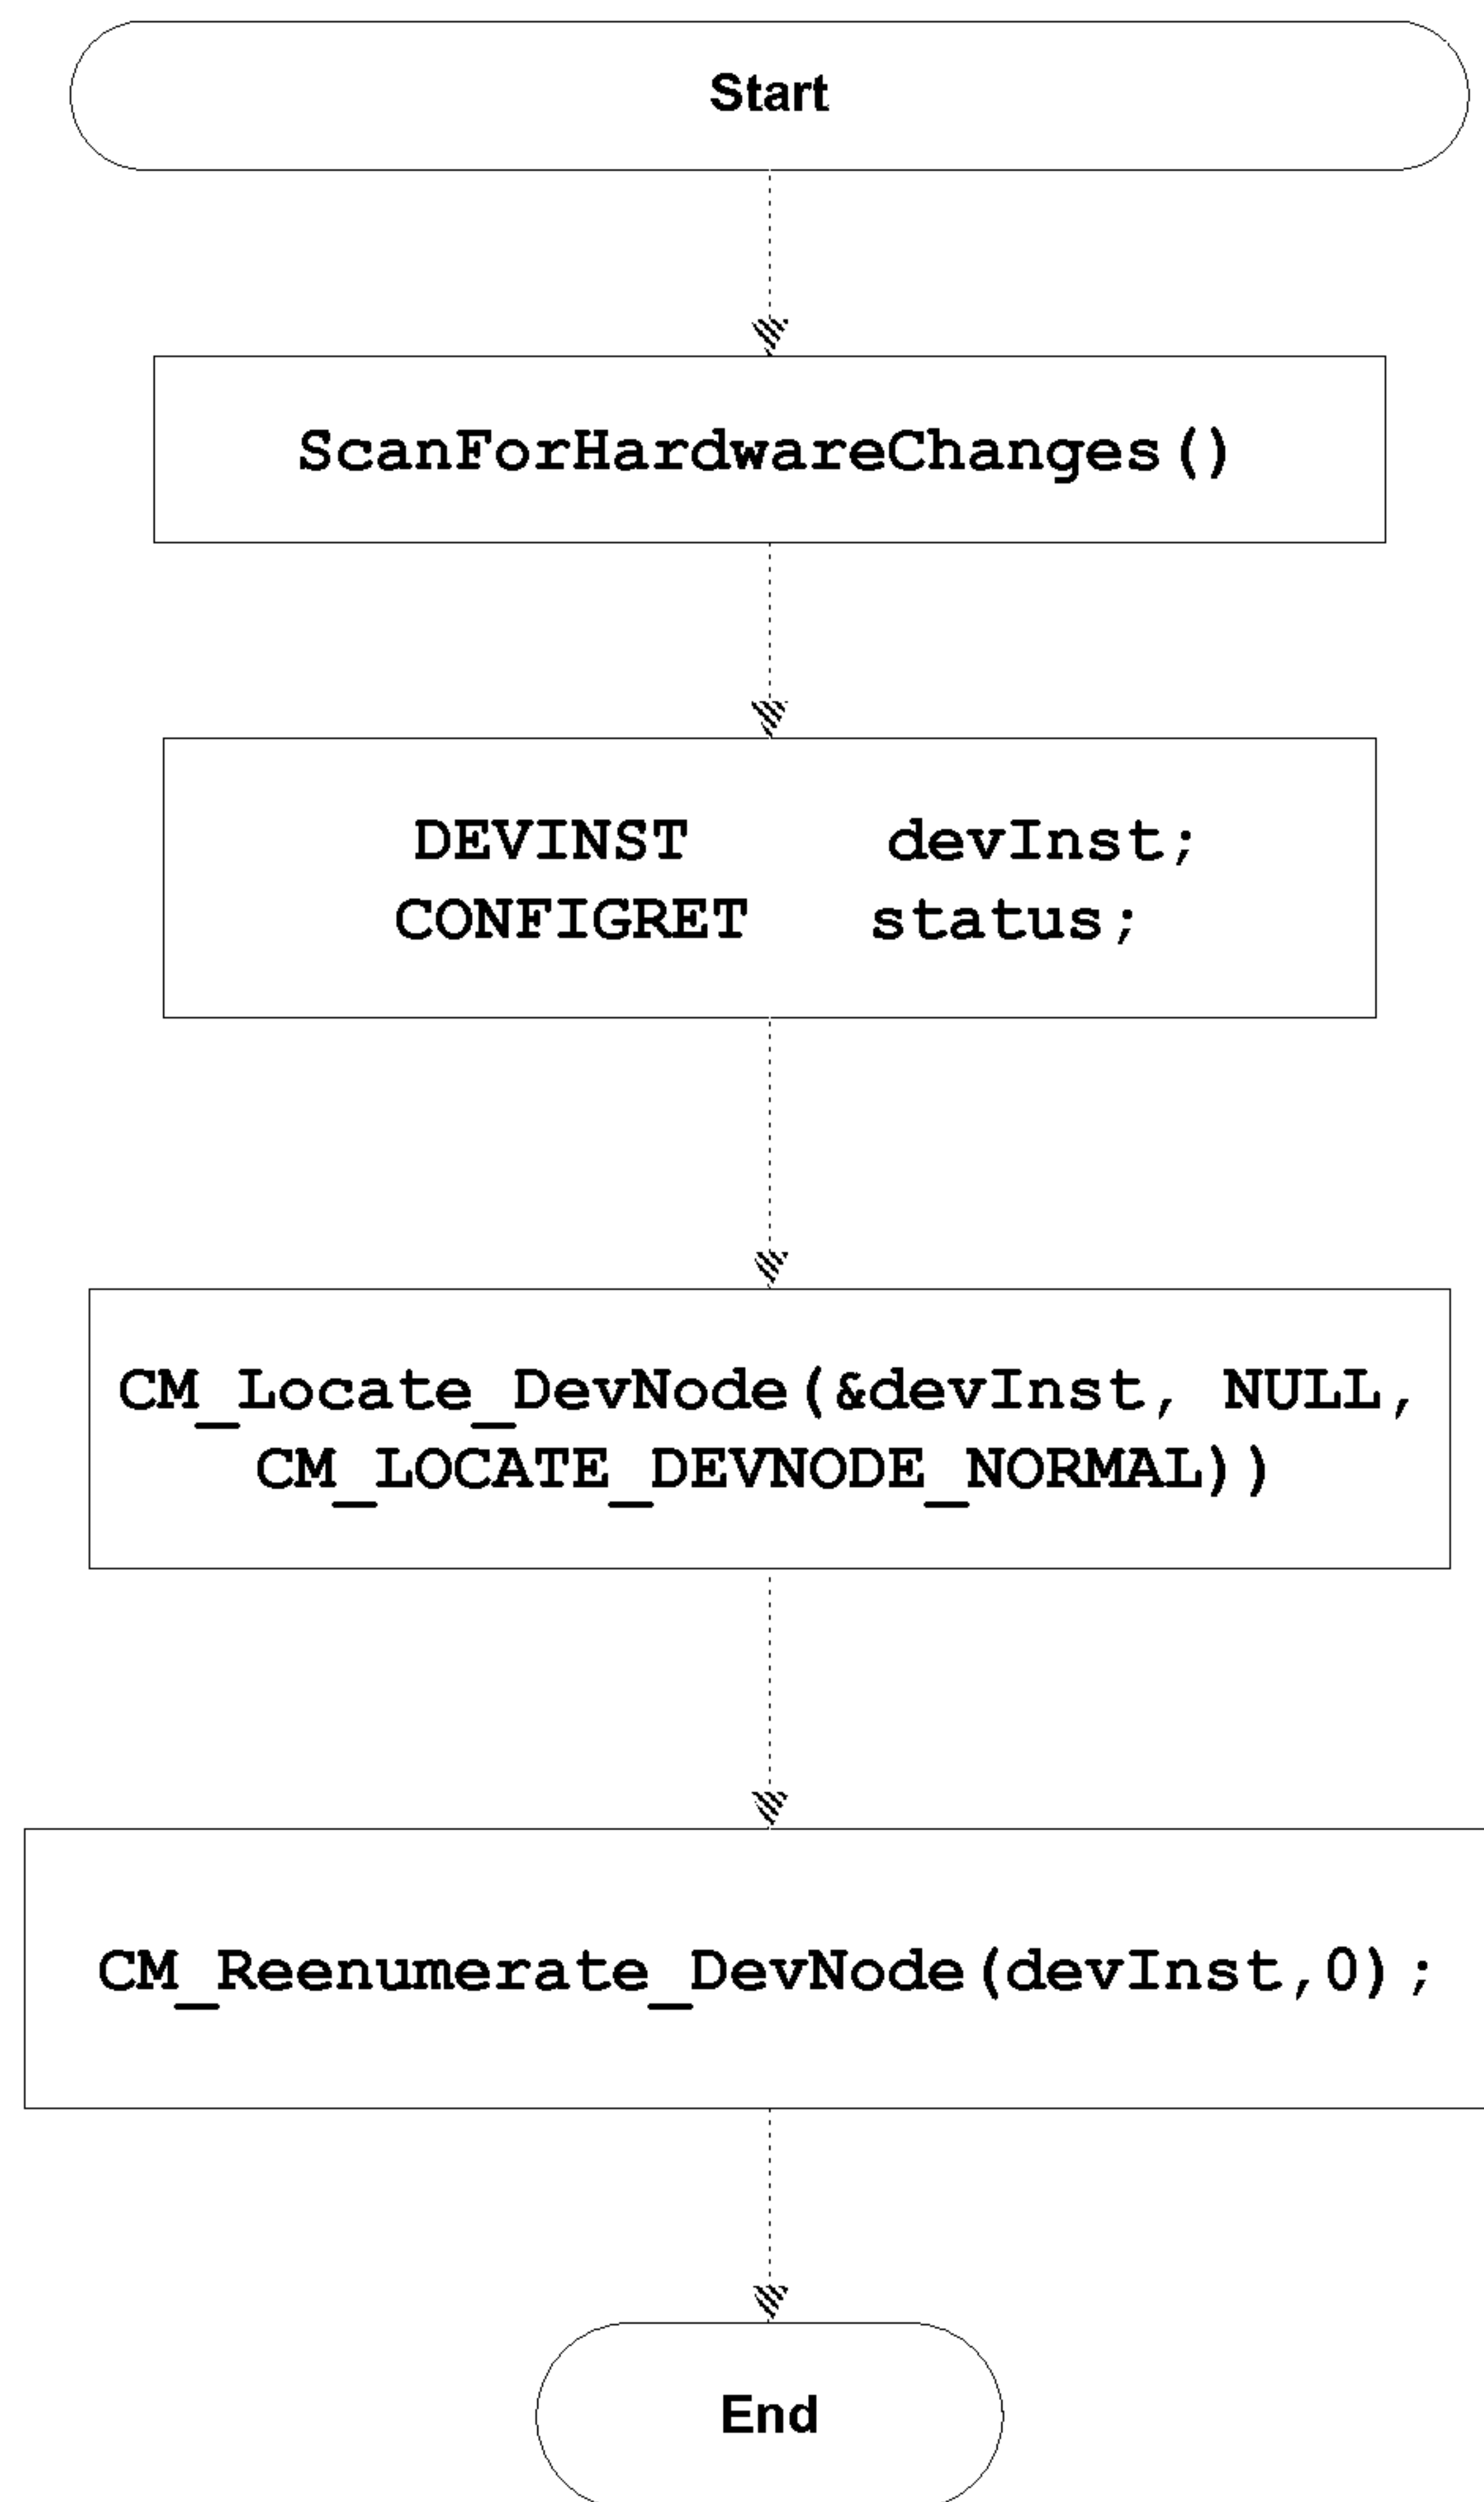 Start
ScanForHardwareChanges()
DEVINST devInst;
CONFIGRET status;
CM_Locate_DevNode(&devInst, NULL,
CM_LOCATE_DEVNODE_NORMAL))
CM_Reenumerate_DevNode(devInst,0);
End